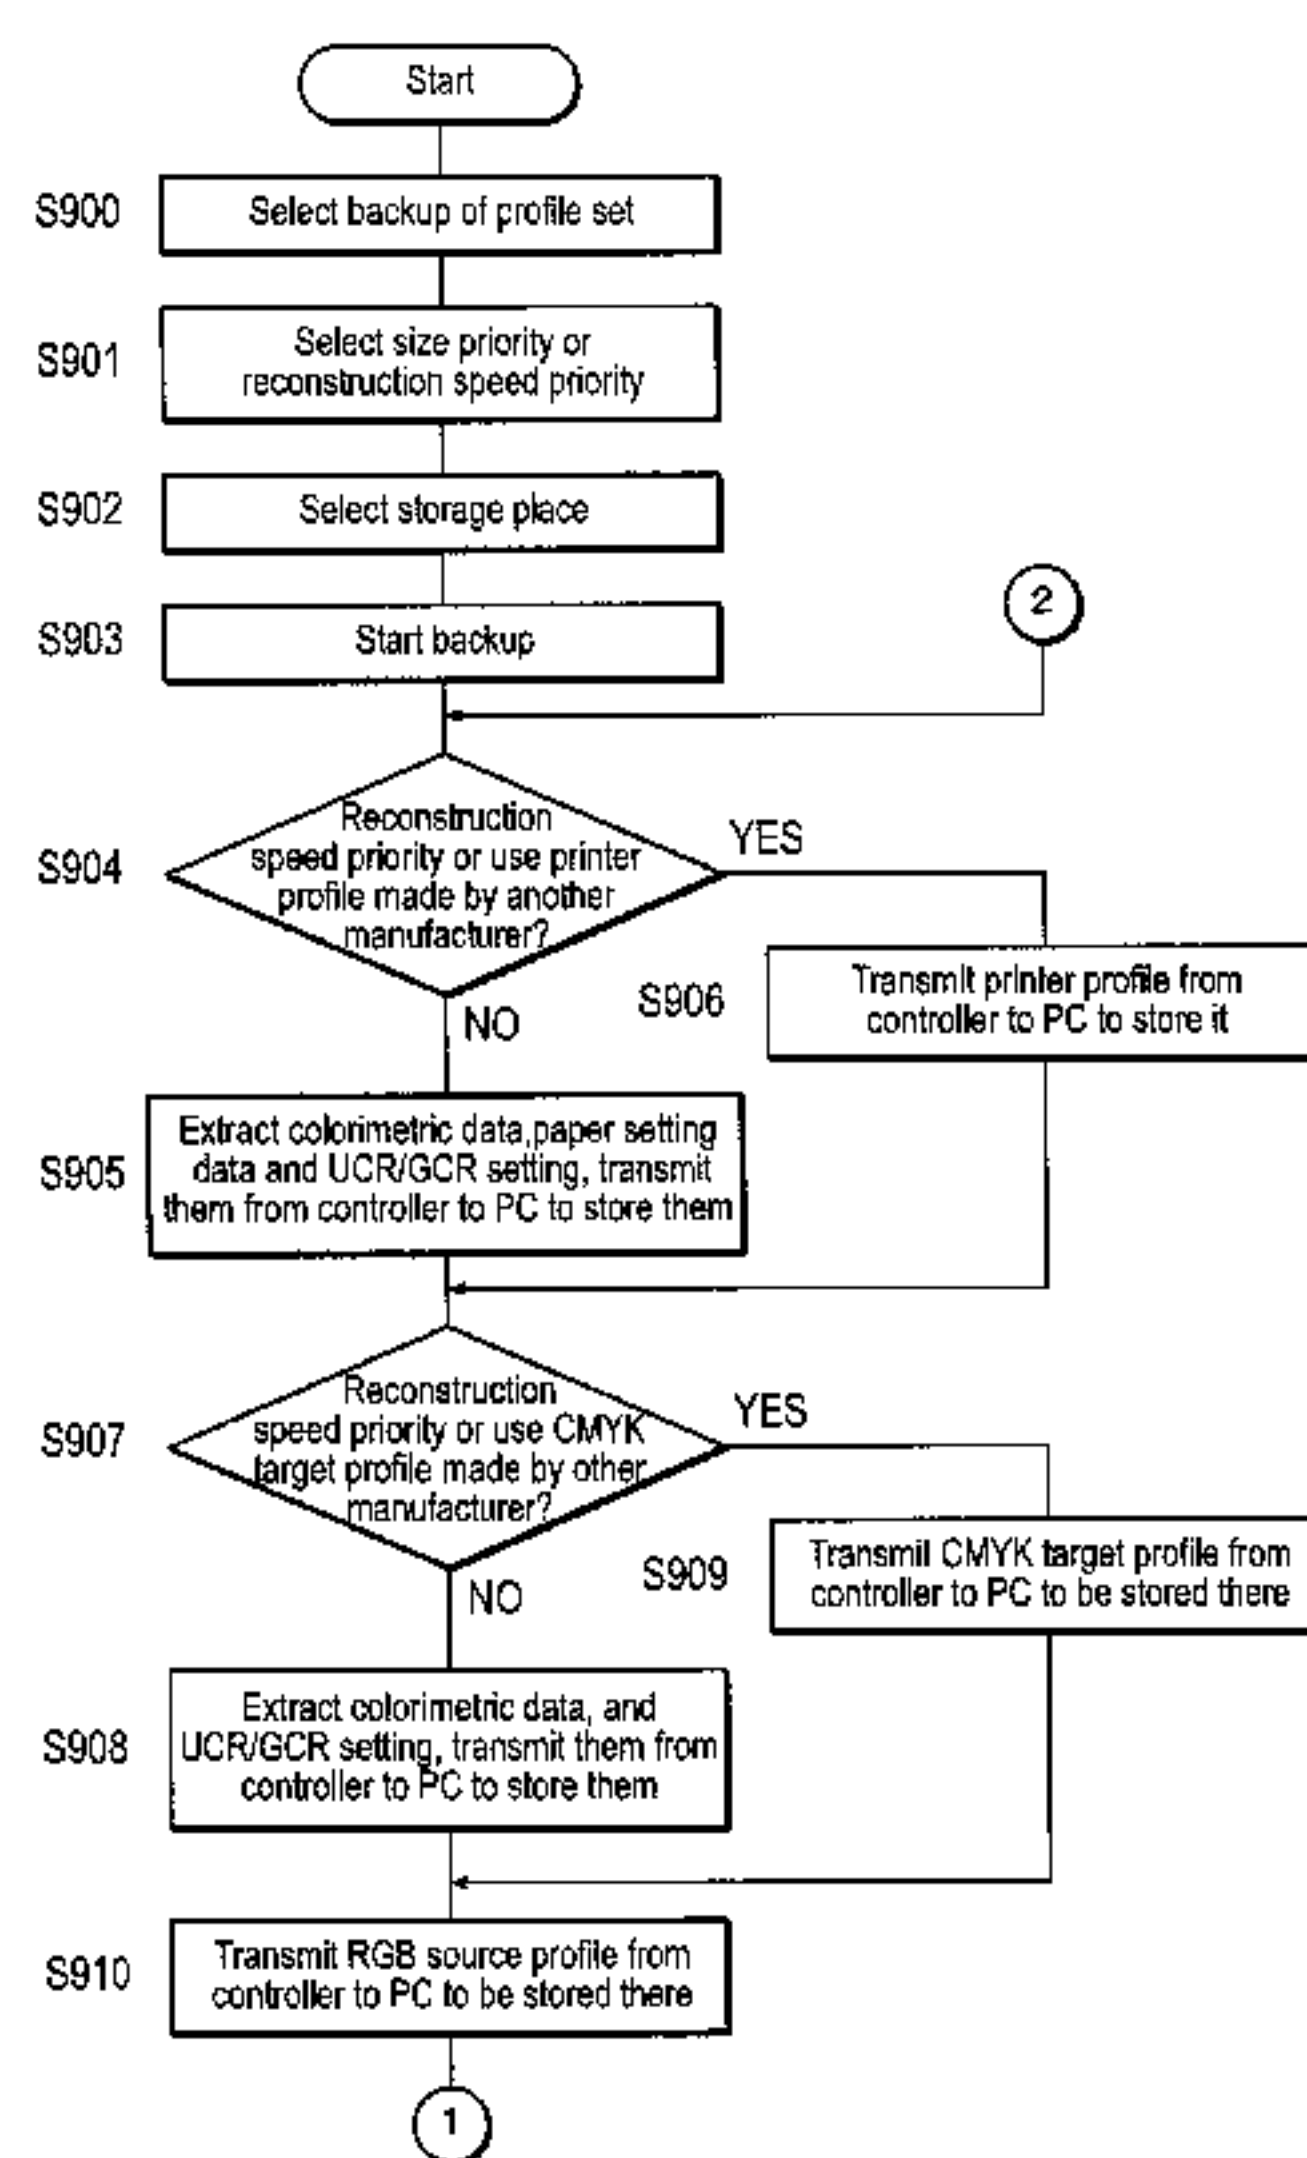 Start
S900
Select backup of profile set
S901
Select size priority or
reconstruction speed priority
S902
Select storage place
S903
Start backup
2
S904
Reconstruction
speed priority or use printer
profile made by another
manufacturer?
YES
NO
S906
Transmit printer profile from
controller to PC to store it
S905
Extract colorimetric data,paper setting
data and UCR/GCR setting, transmit
them from controller to PC to store them
S907
Reconstruction
speed priority or use CMYK
target profile made by other
manufacturer?
YES
NO
S909
Transmit CMYK target profile from
controller to PC to be stored there
S908
Extract colorimetric data, and
UCR/GCR setting, transmit them from
controller to PC to store them
S910
Transmit RGB source profile from
controller to PC to be stored there
1